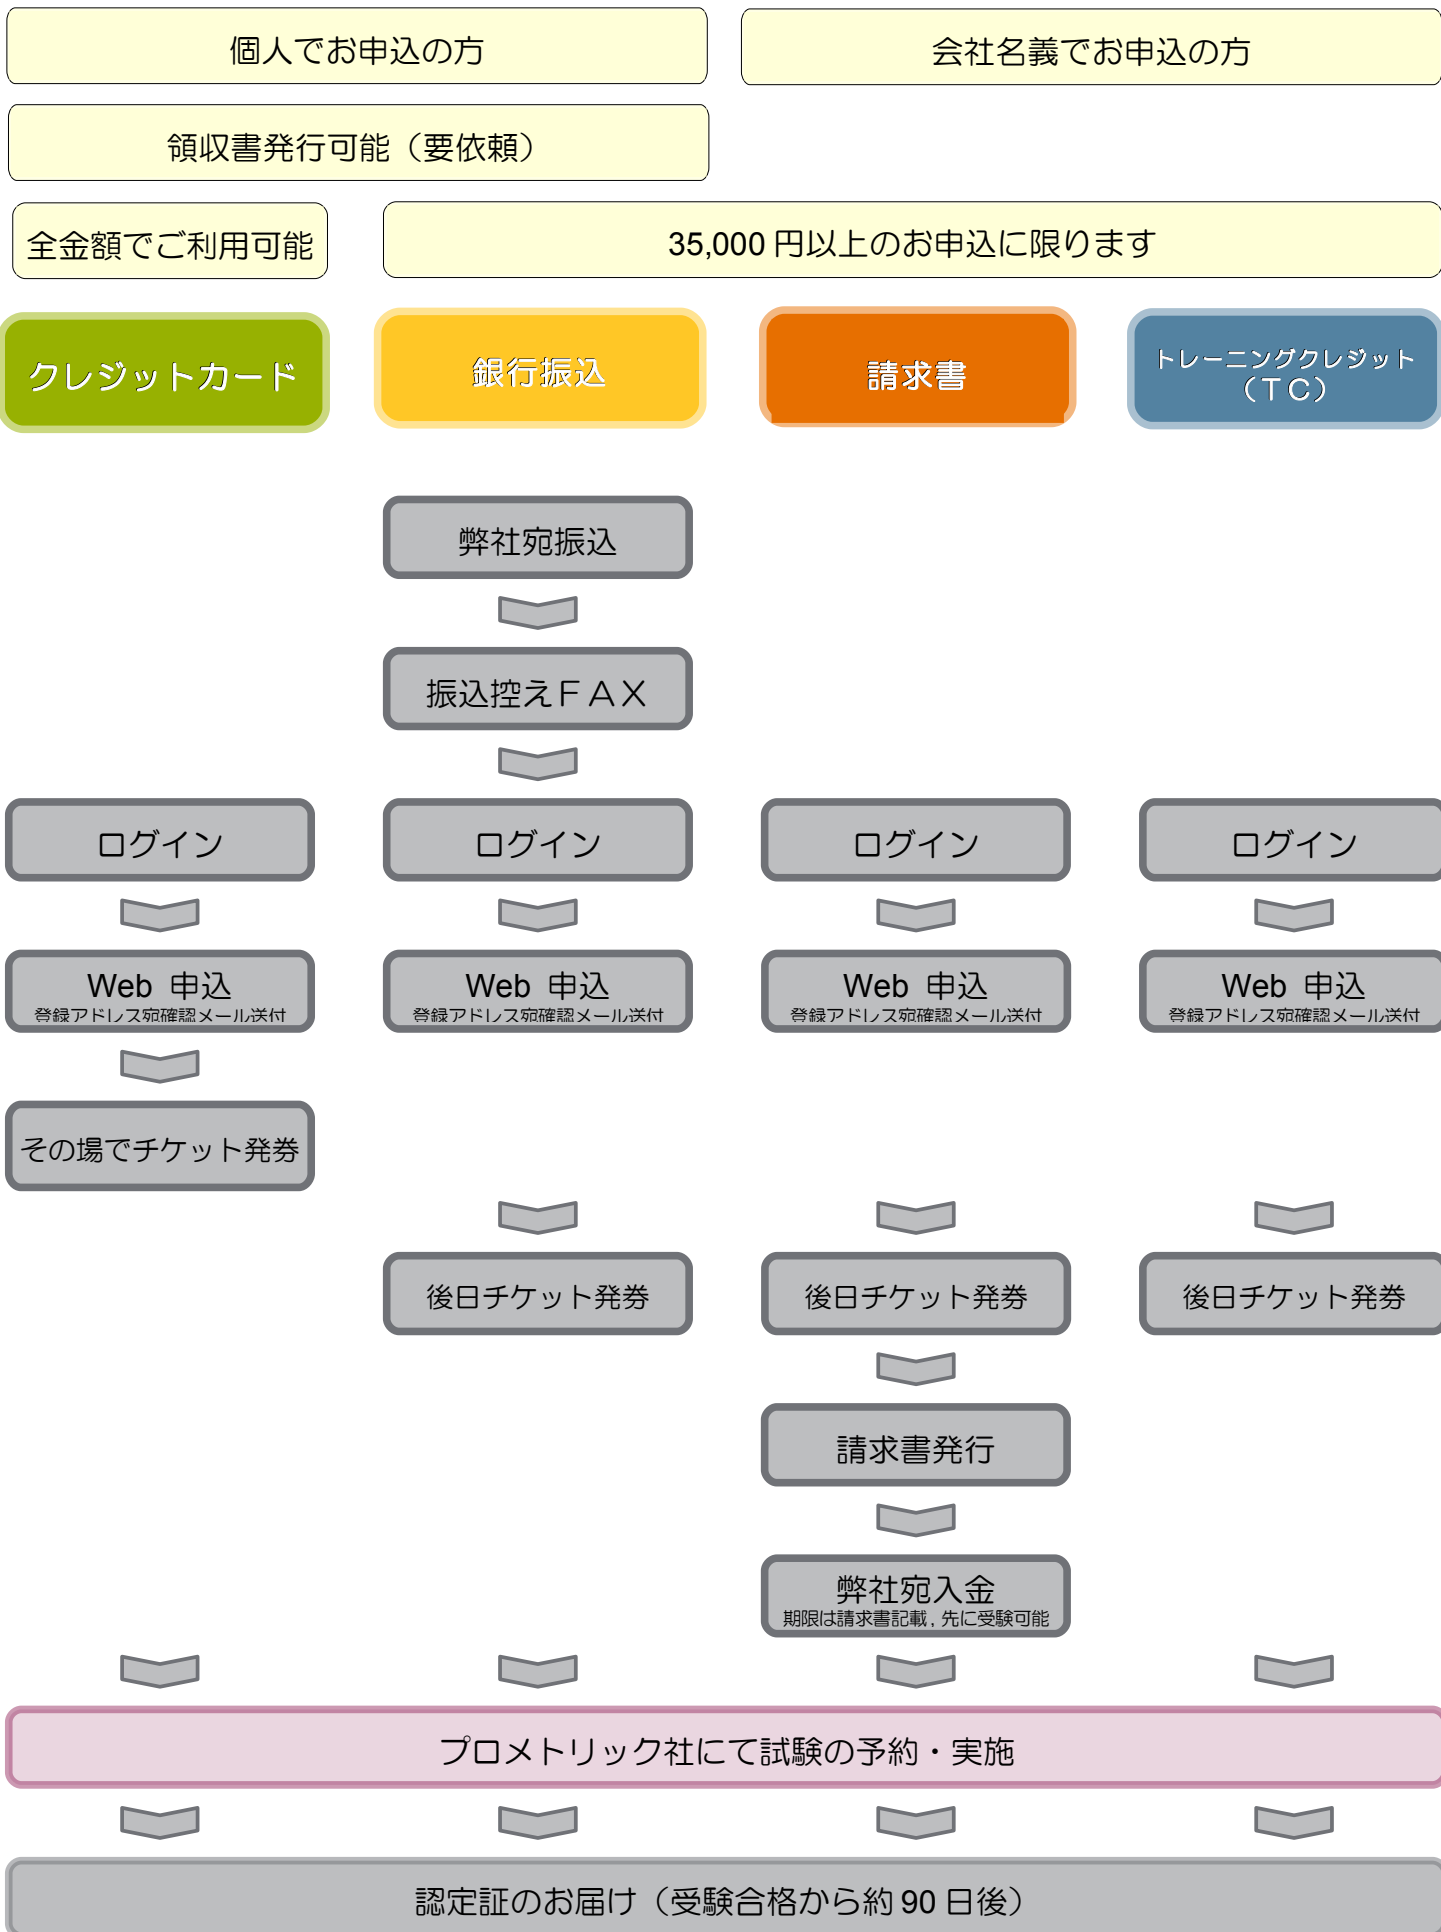 個人でお申込の方
会社名義でお申込の方
領収書発行可能（要依頼）
全金額でご利用可能
35,000 円以上のお申込に限ります
クレジットカード
銀行振込
請求書
トレーニングクレジット
（ＴＣ）
弊社宛振込
振込控えＦＡＸ
ログイン
ログイン
ログイン
ログイン
Web 申込
登録アドレス宛確認メール送付
Web 申込
登録アドレス宛確認メール送付
Web 申込
登録アドレス宛確認メール送付
Web 申込
登録アドレス宛確認メール送付
その場でチケット発券
後日チケット発券
後日チケット発券
後日チケット発券
請求書発行
弊社宛入金
期限は請求書記載，先に受験可能
プロメトリック社にて試験の予約・実施
認定証のお届け（受験合格から約 90 日後）